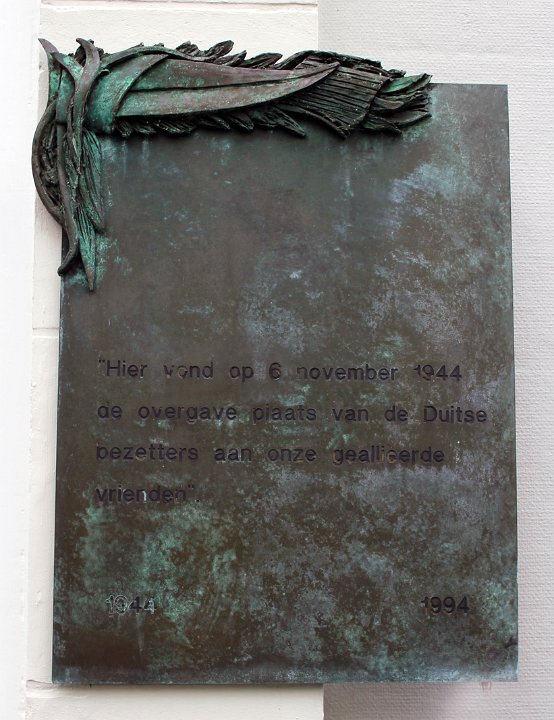 "Hier vond op 6 november 1944
de overgave plaats van de Duitse
bezetters aan onze geallieerde
vrienden".
1944 1994